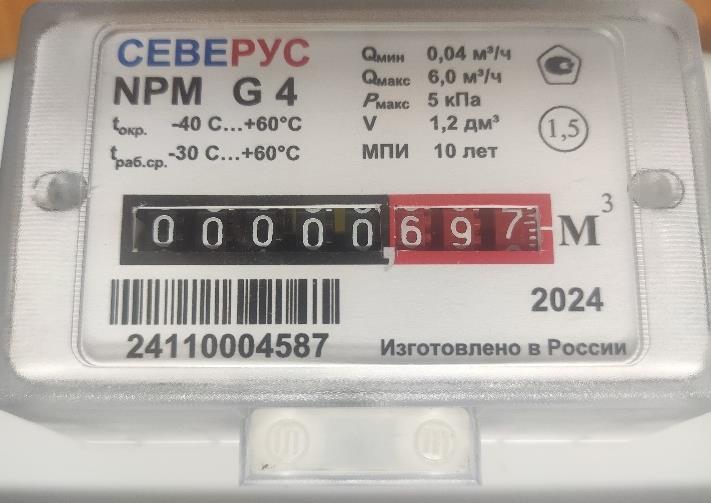 СЕВЕРУС
NPM G 4
tокр. -40 С...+60°С
tраб.ср. -30 С...+60°С
Qмин 0,04 м³/ч
Qмакс 6,0 м³/ч
Pмакс 5 кПа
V 1,2 дм³
МПИ 10 лет
1,5
00000,697 м³
24110004587
2024
Изготовлено в России